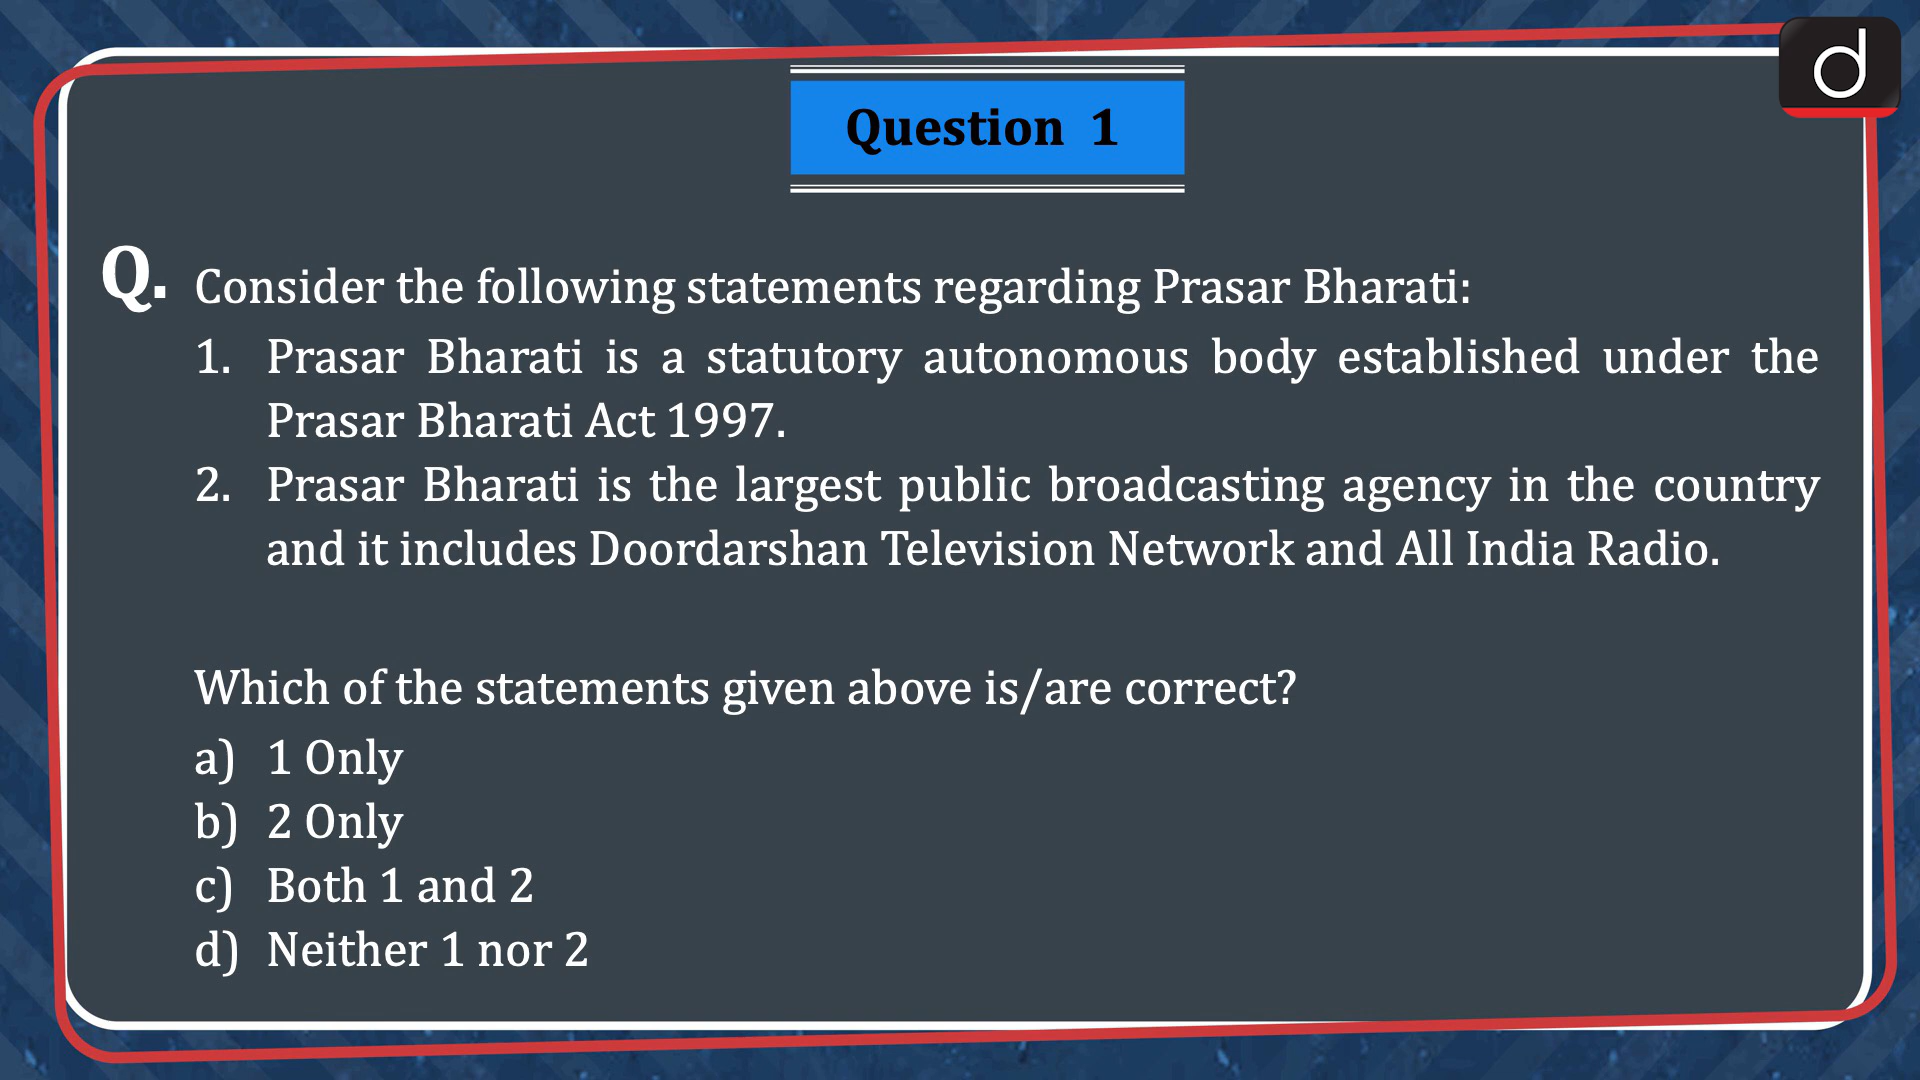 d
Question 1
Q. Consider the following statements regarding Prasar Bharati:
1. Prasar Bharati is a statutory autonomous body established under the
Prasar Bharati Act 1997.
2. Prasar Bharati is the largest public broadcasting agency in the country
and it includes Doordarshan Television Network and All India Radio.
Which of the statements given above is/are correct?
a) 1 Only
b) 2 Only
c) Both 1 and 2
d) Neither 1 nor 2